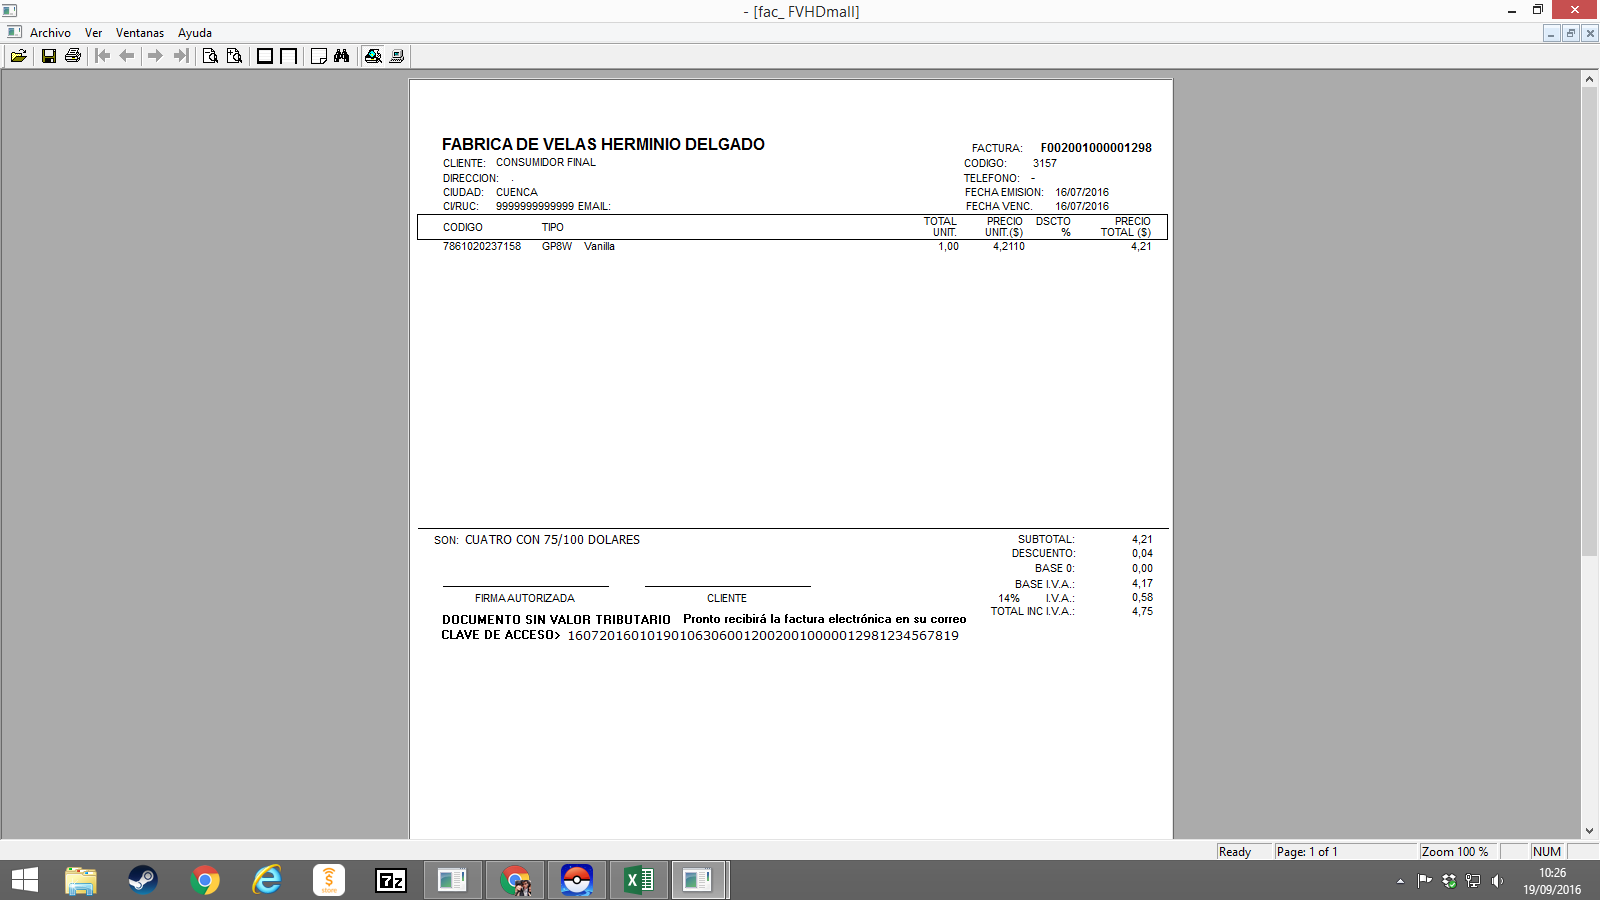 - [fac_ FVHDmall]
Archivo Ver Ventanas Ayuda
FABRICA DE VELAS HERMINIO DELGADO
FACTURA: F002001000001298
CLIENTE: CONSUMIDOR FINAL CODIGO: 3157
DIRECCION: . TELEFONO: -
CIUDAD: CUENCA FECHA EMISION: 16/07/2016
CI/RUC: 9999999999999 EMAIL: FECHA VENC. 16/07/2016
CODIGO TIPO TOTAL UNIT. PRECIO UNIT.($) DSCTO % PRECIO TOTAL ($)
7861020237158 GP8W Vanilla 1,00 4,2110 4,21
SON: CUATRO CON 75/100 DOLARES
SUBTOTAL: 4,21
DESCUENTO: 0,04
BASE 0: 0,00
BASE I.V.A.: 4,17
14% I.V.A.: 0,58
TOTAL INC I.V.A.: 4,75
FIRMA AUTORIZADA CLIENTE
DOCUMENTO SIN VALOR TRIBUTARIO Pronto recibirá la factura electrónica en su correo
CLAVE DE ACCESO> 1607201601019010630600120020010000012981234567819
Ready Page: 1 of 1 Zoom 100 % NUM
store
7z
10:26
19/09/2016